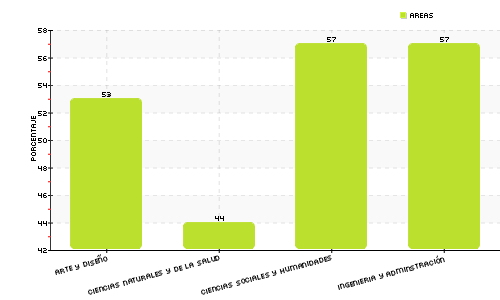 AREAS
58
56
54
52
50
48
46
44
42
PORCENTAJE
53
44
57
57
ARTE Y DISEÑO
CIENCIAS NATURALES Y DE LA SALUD
CIENCIAS SOCIALES Y HUMANIDADES
INGENIERIA Y ADMINISTRACIÓN